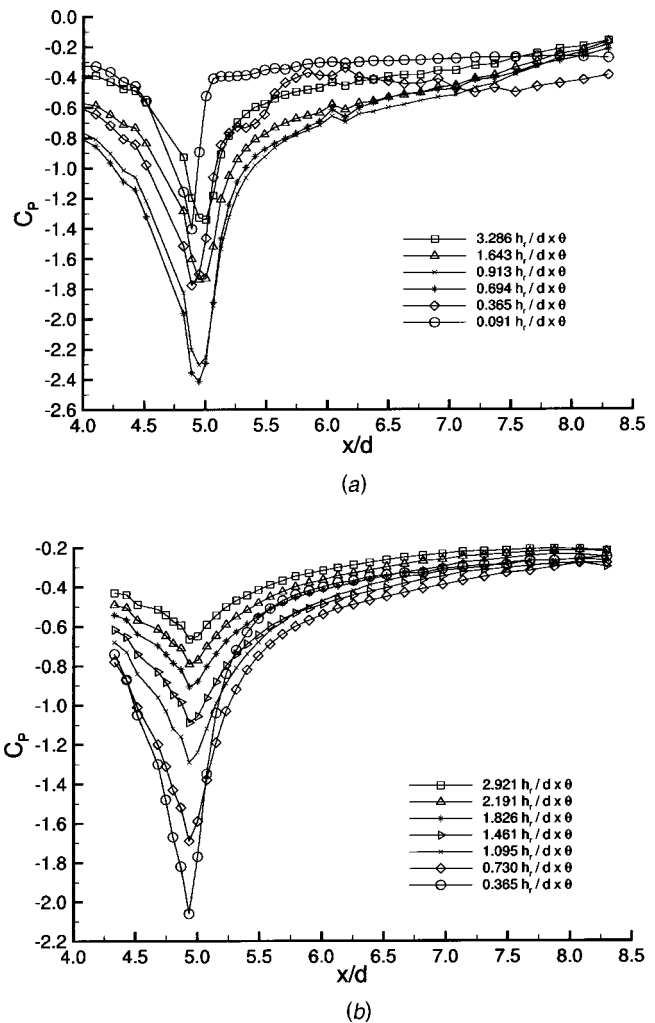 0.0
-0.2
-0.4
-0.6
-0.8
-1.0
-1.2
-1.4
-1.6
-1.8
-2.0
-2.2
-2.4
-2.6
CP
3.286 hr / d x θ
1.643 hr / d x θ
0.913 hr / d x θ
0.694 hr / d x θ
0.365 hr / d x θ
0.091 hr / d x θ
4.0 4.5 5.0 5.5 6.0 6.5 7.0 7.5 8.0 8.5
x/d
(a)
-0.2
-0.4
-0.6
-0.8
-1.0
-1.2
-1.4
-1.6
-1.8
-2.0
-2.2
CP
2.921 hr / d x θ
2.191 hr / d x θ
1.826 hr / d x θ
1.461 hr / d x θ
1.095 hr / d x θ
0.730 hr / d x θ
0.365 hr / d x θ
4.0 4.5 5.0 5.5 6.0 6.5 7.0 7.5 8.0 8.5
x/d
(b)